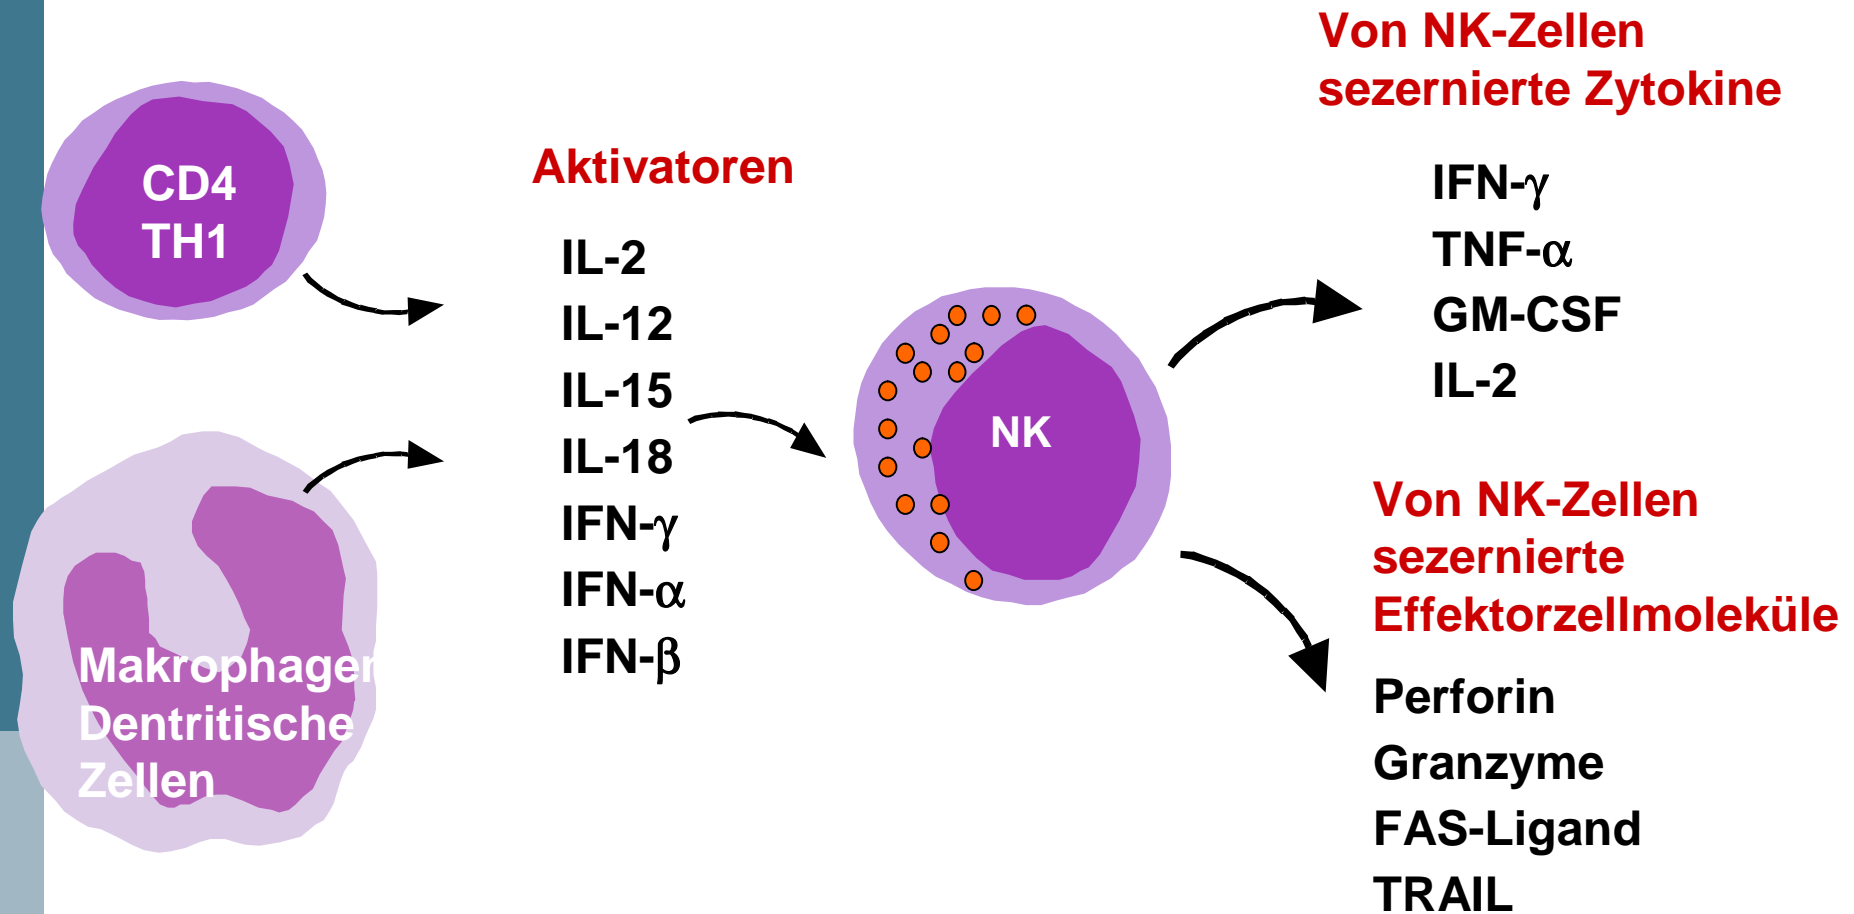 CD4
TH1
Makrophagen
Dentritische
Zellen
Aktivatoren
IL-2
IL-12
IL-15
IL-18
IFN-γ
IFN-α
IFN-β
NK
Von NK-Zellen
sezernierte Zytokine
IFN-γ
TNF-α
GM-CSF
IL-2
Von NK-Zellen
sezernierte
Effektorzellmoleküle
Perforin
Granzyme
FAS-Ligand
TRAIL